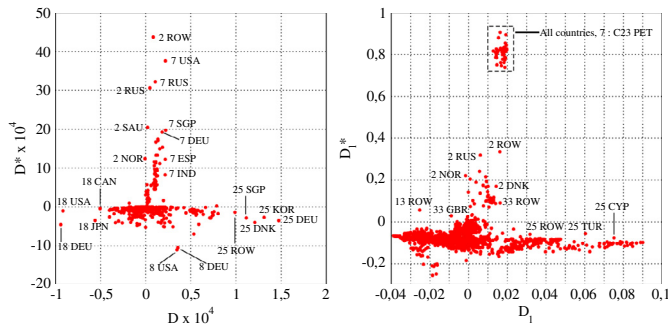 50
40
30
20
10
0
-10
-20
D* x 10⁴
2 ROW
7 USA
7 RUS
2 RUS
2 SAU
7 SGP
7 DEU
2 NOR
7 ESP
7 IND
18 CAN
25 SGP
18 USA
25 KOR
25 DEU
18 JPN
25 DNK
18 DEU
25 ROW
8 USA
8 DEU
-1
-0.5
0
0.5
1
1.5
2
D x 10⁴
1
0,8
0,6
0,4
0,2
0
-0,2
D₁*
All countries, 7 : C23 PET
2 ROW
2 RUS
2 NOR
2 DNK
13 ROW
33 ROW
33 GBR
25 CYP
25 ROW
25 TUR
-0,04
-0,02
0
0,02
0,04
0,06
0,08
0,1
D₁